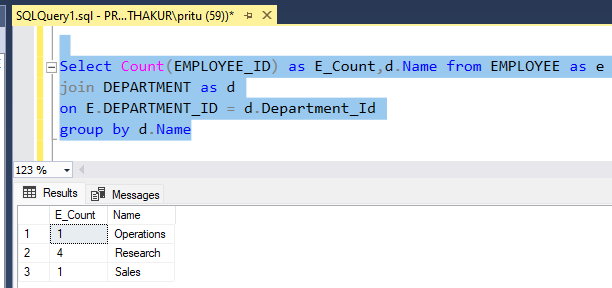 SQLQuery1.sql - PR...THAKUR\pritu (59))*
Select Count(EMPLOYEE_ID) as E_Count,d.Name from EMPLOYEE as e
join DEPARTMENT as d
on E.DEPARTMENT_ID = d.Department_Id
group by d.Name
123 %
Results Messages
E_Count Name
1 1 Operations
2 4 Research
3 1 Sales